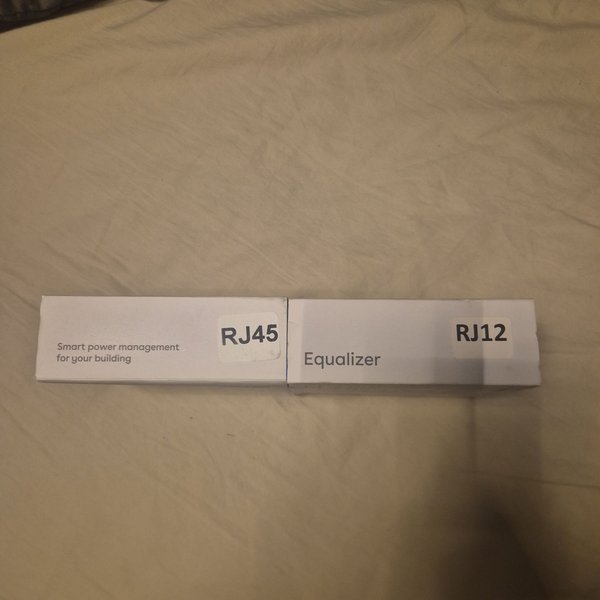 Smart power management
for your building
RJ45
Equalizer
RJ12